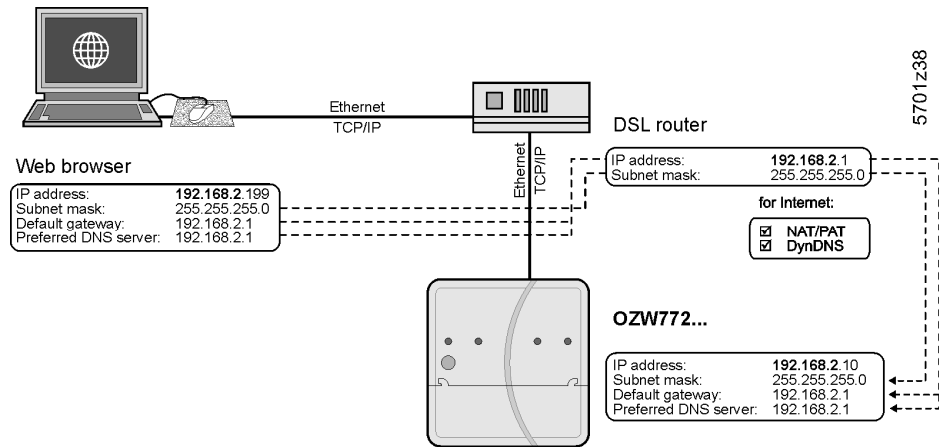 Ethernet
TCP/IP
5701z38
DSL router
IP address: 192.168.2.1
Subnet mask: 255.255.255.0
Ethernet
TCP/IP
Web browser
IP address: 192.168.2.199
Subnet mask: 255.255.255.0
Default gateway: 192.168.2.1
Preferred DNS server: 192.168.2.1
for Internet:
NAT/PAT
DynDNS
OZW772...
IP address: 192.168.2.10
Subnet mask: 255.255.255.0
Default gateway: 192.168.2.1
Preferred DNS server: 192.168.2.1